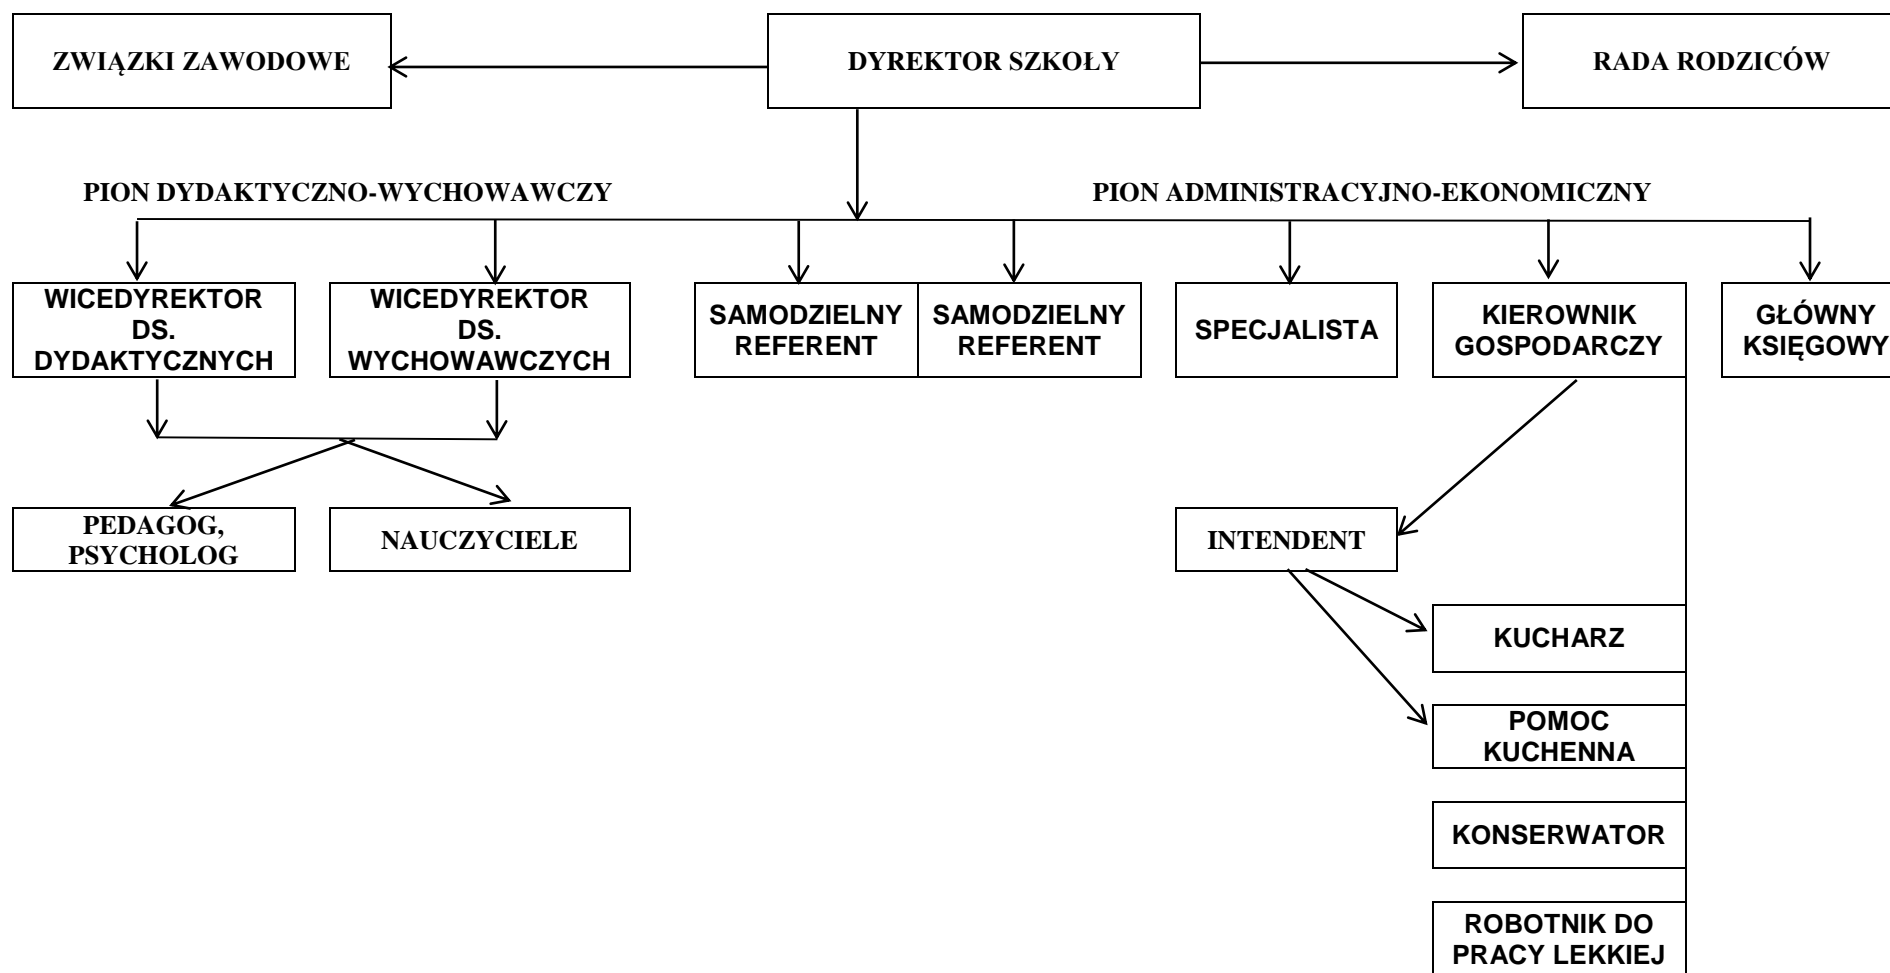 ZWIĄZKI ZAWODOWE
DYREKTOR SZKOŁY
RADA RODZICÓW
PION DYDAKTYCZNO-WYCHOWAWCZY
PION ADMINISTRACYJNO-EKONOMICZNY
WICEDYREKTOR
DS.
DYDAKTYCZNYCH
WICEDYREKTOR
DS.
WYCHOWAWCZYCH
SAMODZIELNY
REFERENT
SAMODZIELNY
REFERENT
SPECJALISTA
KIEROWNIK
GOSPODARCZY
GŁÓWNY
KSIĘGOWY
PEDAGOG,
PSYCHOLOG
NAUCZYCIELE
INTENDENT
KUCHARZ
POMOC
KUCHENNA
KONSERWATOR
ROBOTNIK DO
PRACY LEKKIEJ